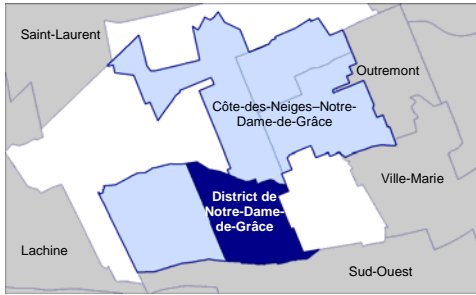 Saint-Laurent
Outremont
Côte-des-Neiges–Notre-
Dame-de-Grâce
Ville-Marie
District de
Notre-Dame-
de-Grâce
Lachine
Sud-Ouest